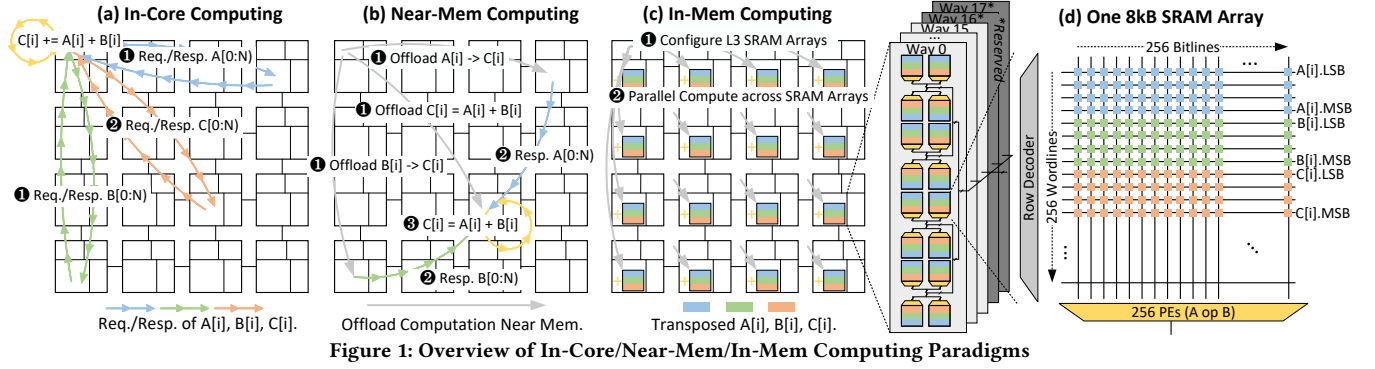 (a) In-Core Computing
C[i] += A[i] + B[i]
❶ Req./Resp. A[0:N)
❷ Req./Resp. C[0:N)
❶ Req./Resp. B[0:N)
Req./Resp. of A[i], B[i], C[i].
(b) Near-Mem Computing
❶ Offload A[i] -> C[i]
❶ Offload C[i] = A[i] + B[i]
❷ Resp. A[0:N)
❶ Offload B[i] -> C[i]
❸ C[i] = A[i] + B[i]
❷ Resp. B[0:N)
Offload Computation Near Mem.
(c) In-Mem Computing
❶ Configure L3 SRAM Arrays
❷ Parallel Compute across SRAM Arrays
Transposed A[i], B[i], C[i].
Way 17*
Way 16*
Way 15
...
Way 0
*Reserved
(d) One 8kB SRAM Array
256 Bitlines
...
Row Decoder
256 Wordlines
A[i].LSB
A[i].MSB
B[i].LSB
B[i].MSB
C[i].LSB
C[i].MSB
256 PEs (A op B)
Figure 1: Overview of In-Core/Near-Mem/In-Mem Computing Paradigms